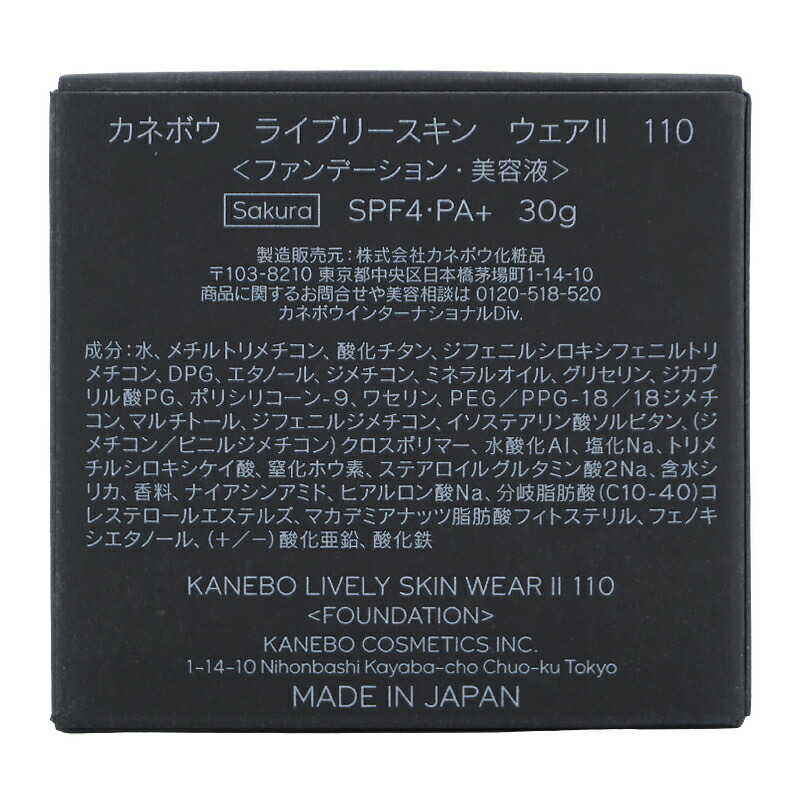 カネボウ　ライブリースキン　ウェアⅡ　110
＜ファンデーション・美容液＞
Sakura　SPF4・PA+　30g
製造販売元：株式会社カネボウ化粧品
〒103-8210 東京都中央区日本橋茅場町1-14-10
商品に関するお問合せや美容相談は 0120-518-520
カネボウインターナショナルDiv.
成分：水、メチルトリメチコン、酸化チタン、ジフェニルシロキシフェニルトリ
メチコン、DPG、エタノール、ジメチコン、ミネラルオイル、グリセリン、ジカプ
リル酸PG、ポリシリコーン-9、ワセリン、PEG／PPG-18／18ジメチ
コン、マルチトール、ジフェニルジメチコン、イソステアリン酸ソルビタン、（ジ
メチコン／ビニルジメチコン）クロスポリマー、水酸化Al、塩化Na、トリメ
チルシロキシケイ酸、窒化ホウ素、ステアロイルグルタミン酸2Na、含水シ
リカ、香料、ナイアシンアミド、ヒアルロン酸Na、分岐脂肪酸（C10-40）コ
レステロールエステルズ、マカデミアナッツ脂肪酸フィトステリル、フェノキ
シエタノール、（+／−）酸化亜鉛、酸化鉄
KANEBO LIVELY SKIN WEAR II 110
<FOUNDATION>
KANEBO COSMETICS INC.
1-14-10 Nihonbashi Kayaba-cho Chuo-ku Tokyo
MADE IN JAPAN